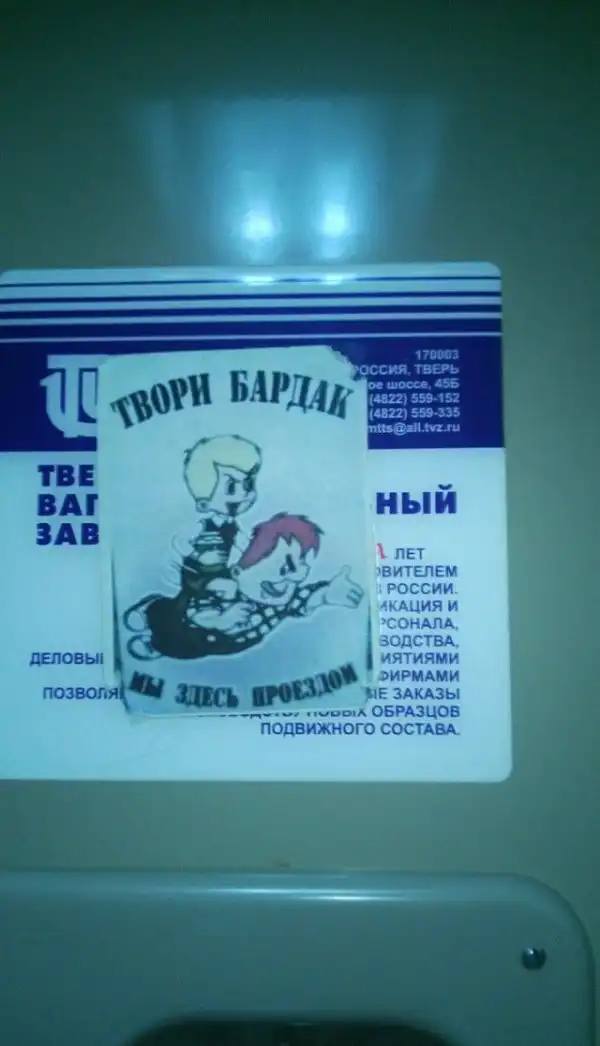 170003
РОССИЯ, ТВЕРЬ
шоссе, 45Б
(4822) 559-152
(4822) 559-335
mtts@all.tvz.ru
ТВОРИ БАРДАК
ТВЕ
ВАГ НЫЙ
ЗАВ
ЛЕТ
ОВИТЕЛЕМ
РОССИИ.
ИКАЦИЯ И
РСОНАЛА,
ВОДСТВА,
ДЕЛОВЫ ИЯТИЯМИ
ФИРМАМИ
ПОЗВОЛЯ ЫЕ ЗАКАЗЫ
НОВЫХ ОБРАЗЦОВ
ПОДВИЖНОГО СОСТАВА.
МЫ ЗДЕСЬ ПРОЕЗДОМ